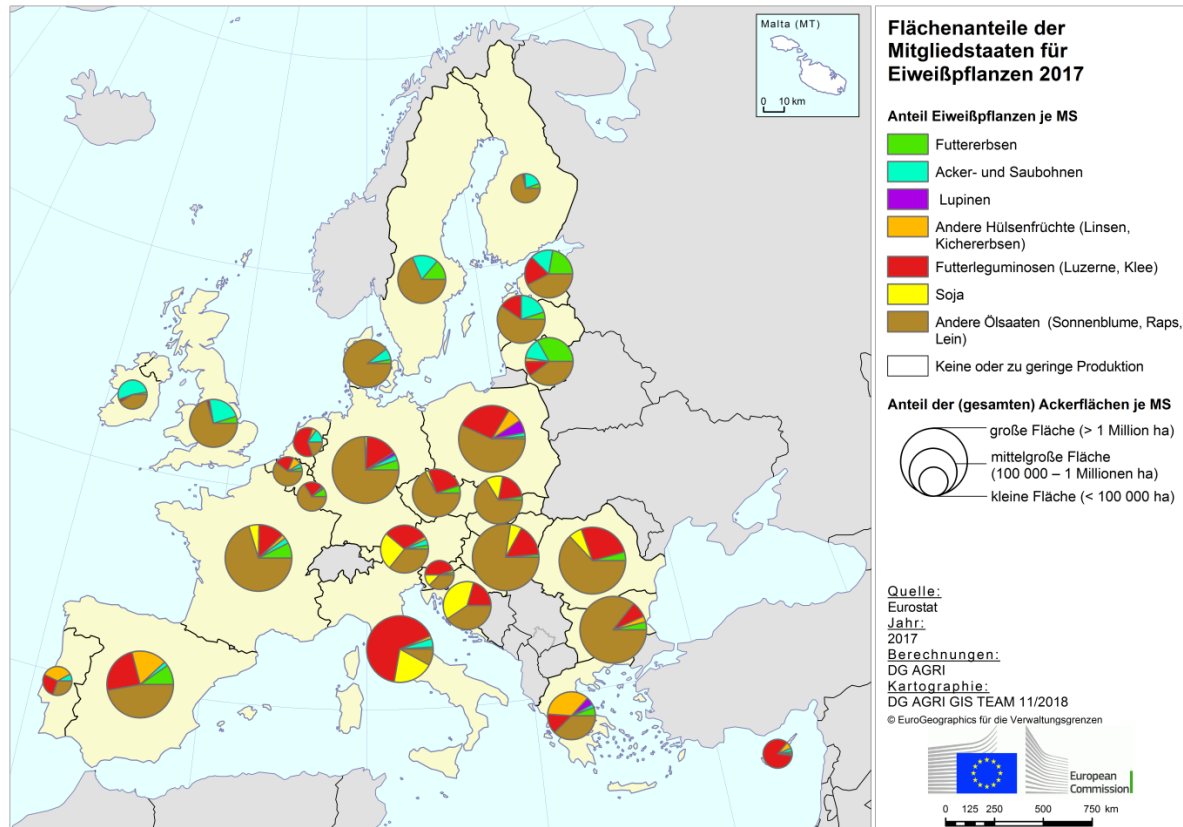 Malta (MT)
0 10 km
Flächenanteile der
Mitgliedstaaten für
Eiweißpflanzen 2017
Anteil Eiweißpflanzen je MS
Futtererbsen
Acker- und Saubohnen
Lupinen
Andere Hülsenfrüchte (Linsen,
Kichererbsen)
Futterleguminosen (Luzerne, Klee)
Soja
Andere Ölsaaten (Sonnenblume, Raps,
Lein)
Keine oder zu geringe Produktion
Anteil der (gesamten) Ackerflächen je MS
große Fläche (> 1 Million ha)
mittelgroße Fläche
(100 000 – 1 Millionen ha)
kleine Fläche (< 100 000 ha)
Quelle:
Eurostat
Jahr:
2017
Berechnungen:
DG AGRI
Kartographie:
DG AGRI GIS TEAM 11/2018
© EuroGeographics für die Verwaltungsgrenzen
European
Commission
0 125 250 500 750 km